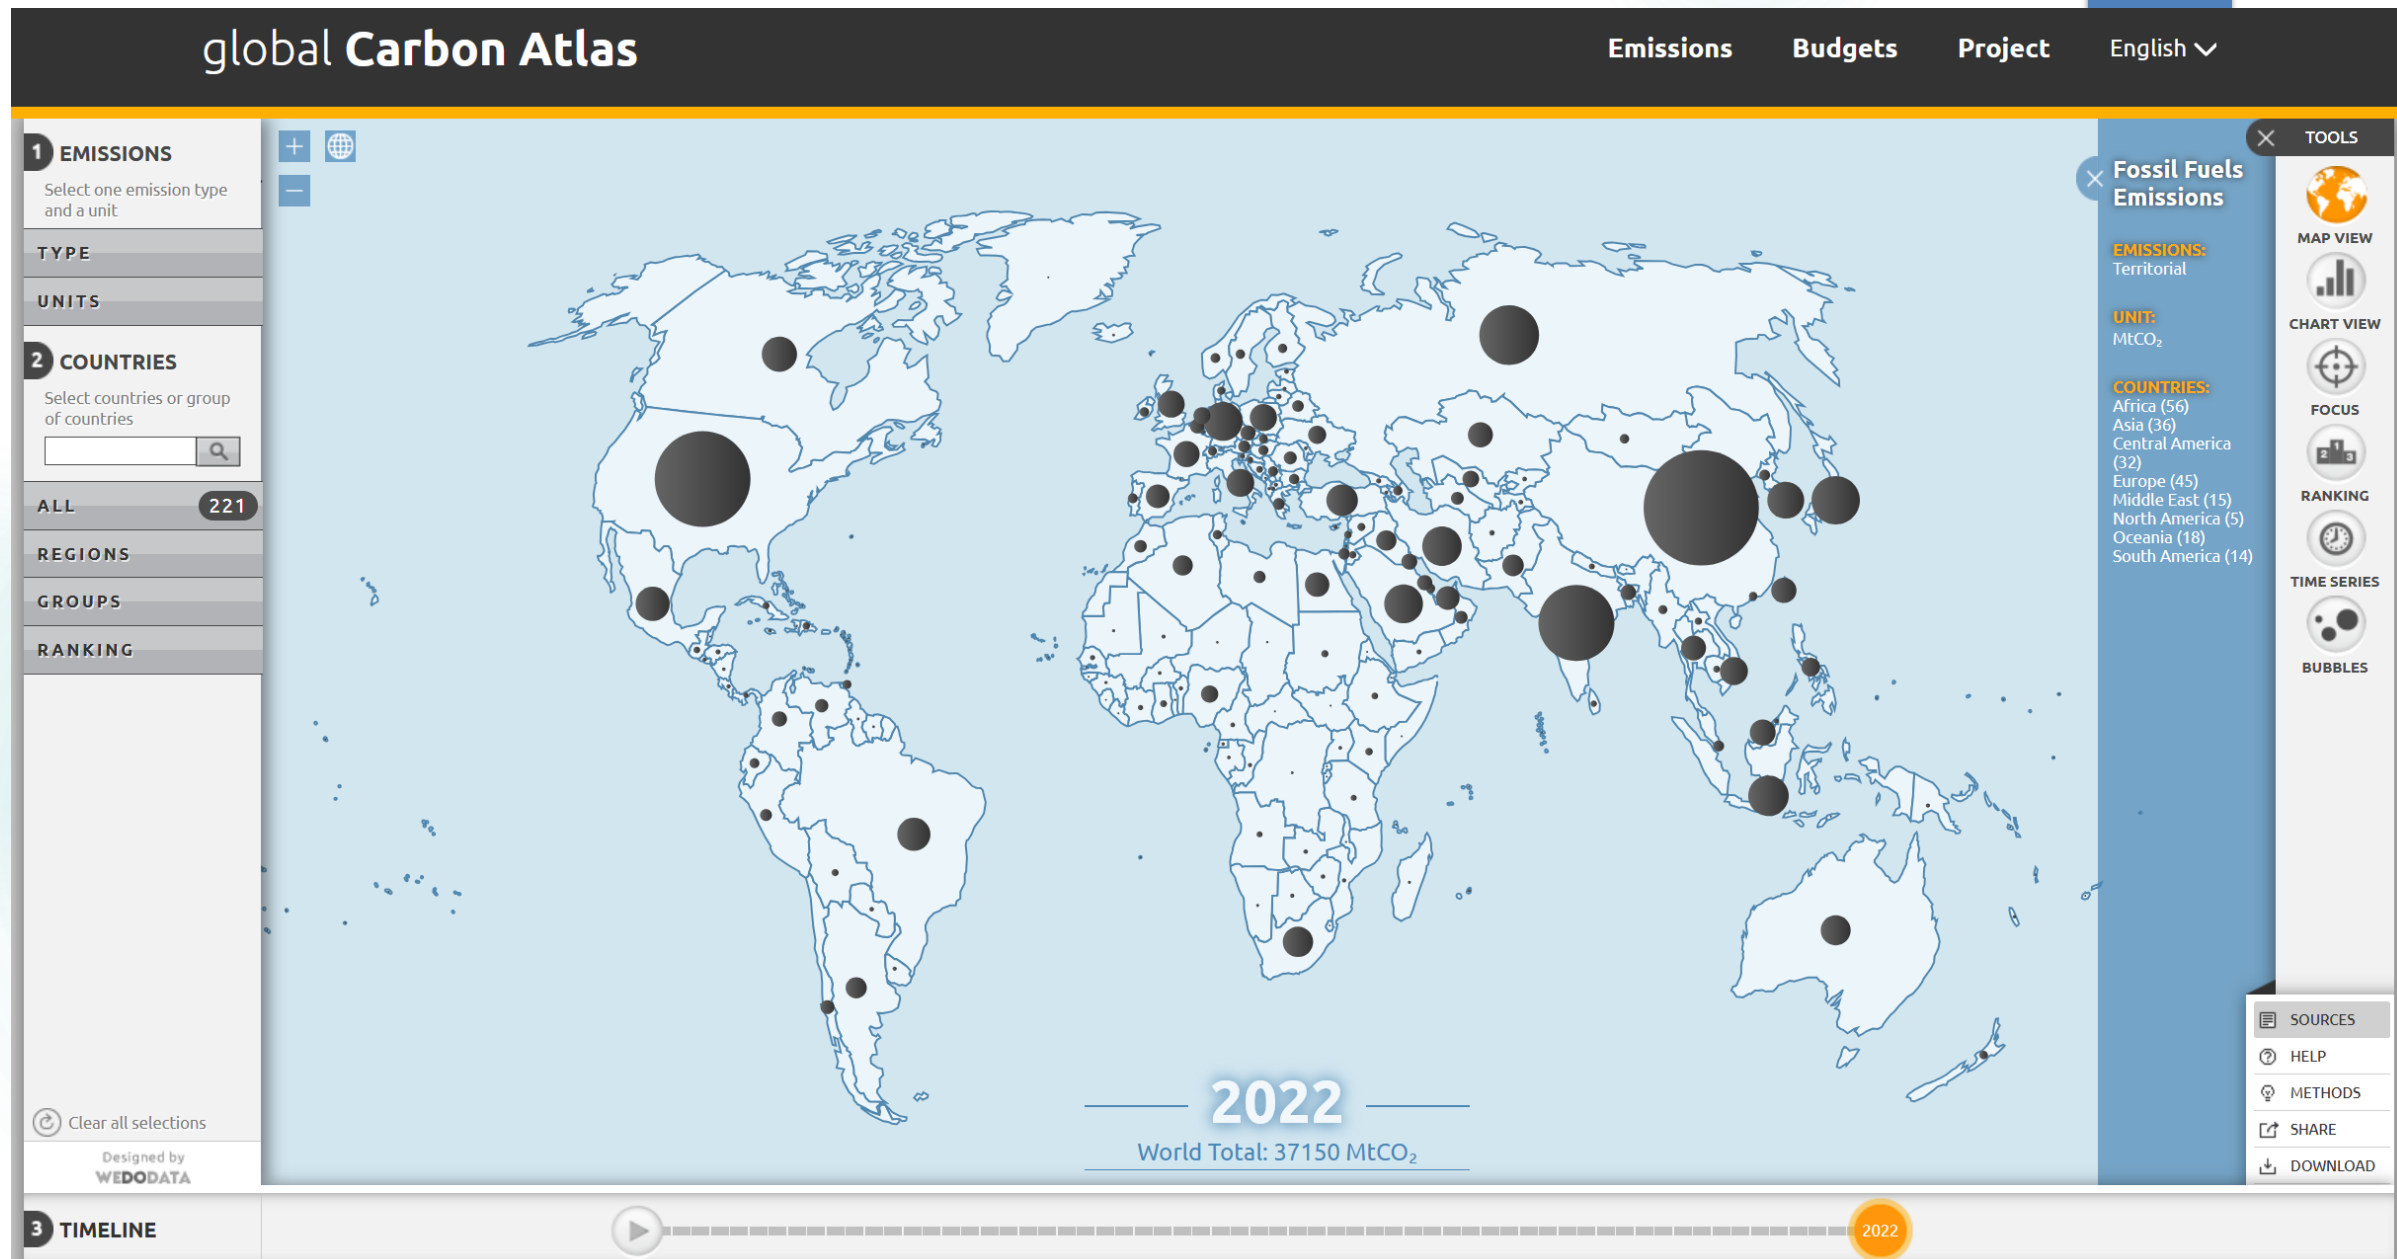 global Carbon Atlas
Emissions
Budgets
Project
English
1 EMISSIONS
Select one emission type
and a unit
TYPE
UNITS
2 COUNTRIES
Select countries or group
of countries
ALL 221
REGIONS
GROUPS
RANKING
Clear all selections
Designed by
WEDODATA
2022
World Total: 37150 MtCO₂
Fossil Fuels
Emissions
EMISSIONS:
Territorial
UNIT:
MtCO₂
COUNTRIES:
Africa (56)
Asia (36)
Central America
(32)
Europe (45)
Middle East (15)
North America (5)
Oceania (18)
South America (14)
TOOLS
MAP VIEW
CHART VIEW
FOCUS
2 1 3
RANKING
TIME SERIES
BUBBLES
SOURCES
HELP
METHODS
SHARE
DOWNLOAD
3 TIMELINE
2022